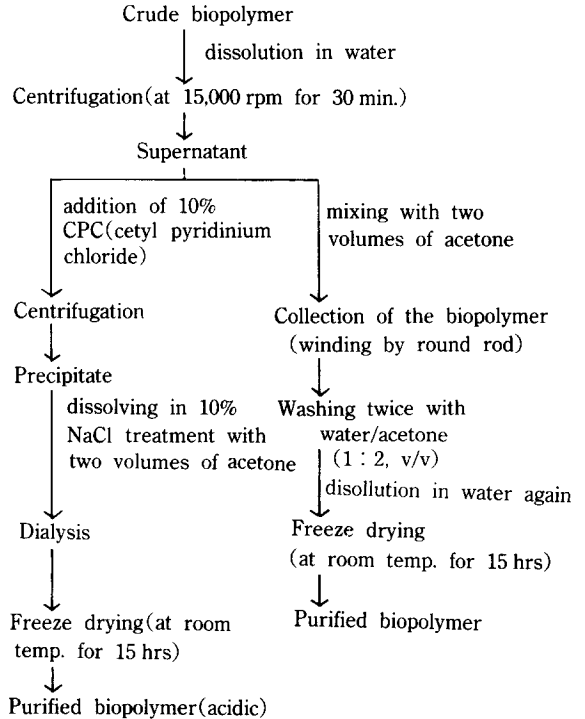 Crude biopolymer
dissolution in water
Centrifugation(at 15,000 rpm for 30 min.)
Supernatant
addition of 10%
CPC(cetyl pyridinium
chloride)
mixing with two
volumes of acetone
Centrifugation
Collection of the biopolymer
(winding by round rod)
Precipitate
dissolving in 10%
NaCl treatment with
two volumes of acetone
Washing twice with
water/acetone
(1 : 2, v/v)
disollution in water again
Dialysis
Freeze drying
(at room temp. for 15 hrs)
Freeze drying(at room
temp. for 15 hrs)
Purified biopolymer
Purified biopolymer(acidic)